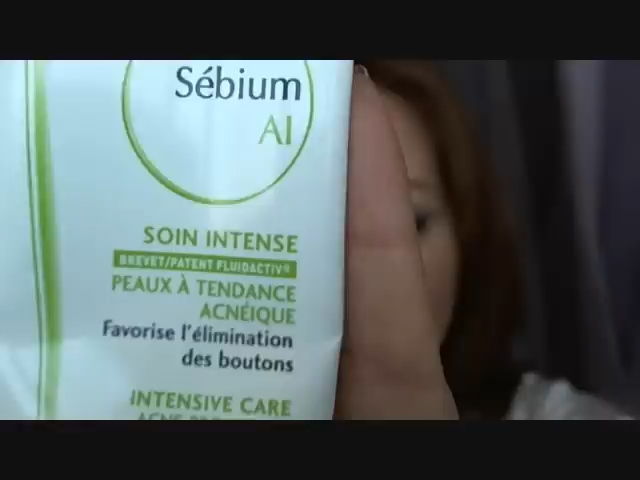 Sébium
AI
SOIN INTENSE
BREVET/PATENT FLUIDACTIV®
PEAUX À TENDANCE
ACNÉIQUE
Favorise l'élimination
des boutons
INTENSIVE CARE